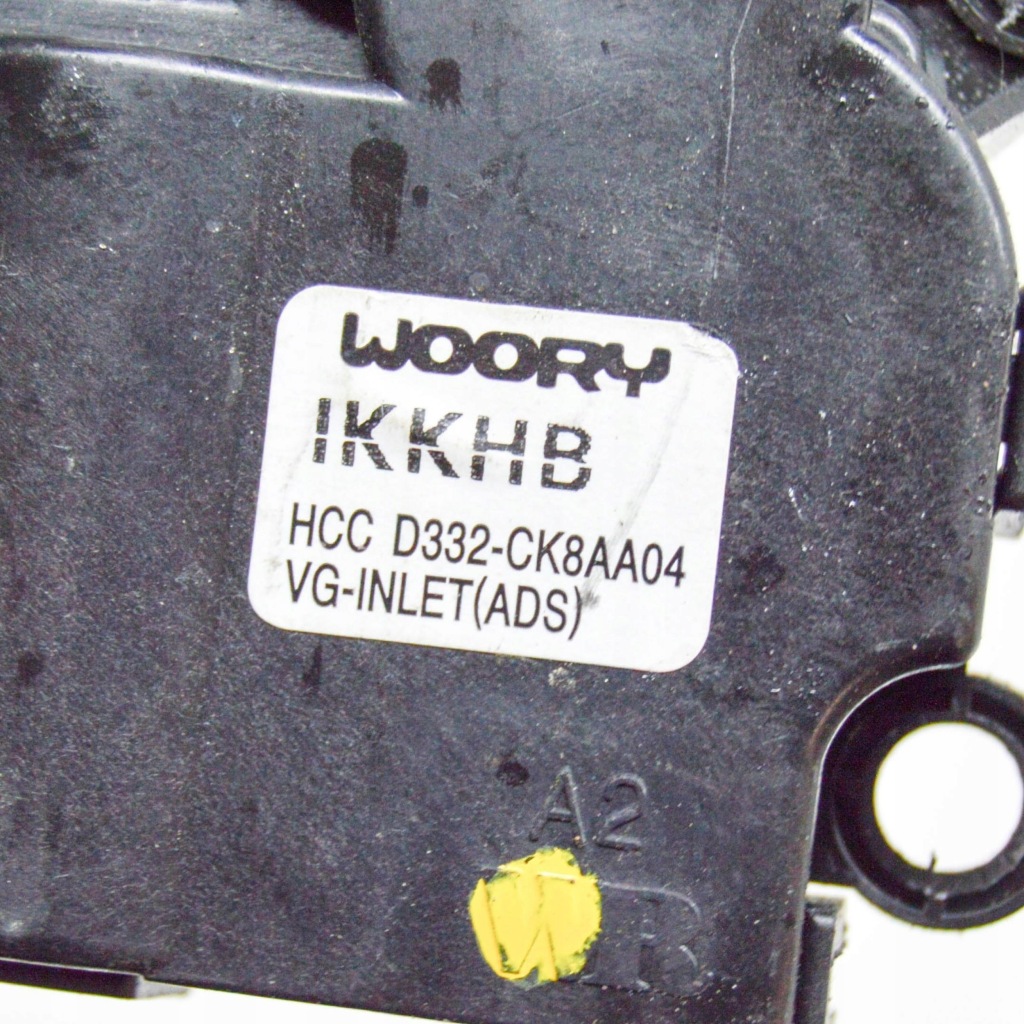 WOORY
IKKHB
HCC D332-CK8AA04
VG-INLET(ADS)
A2